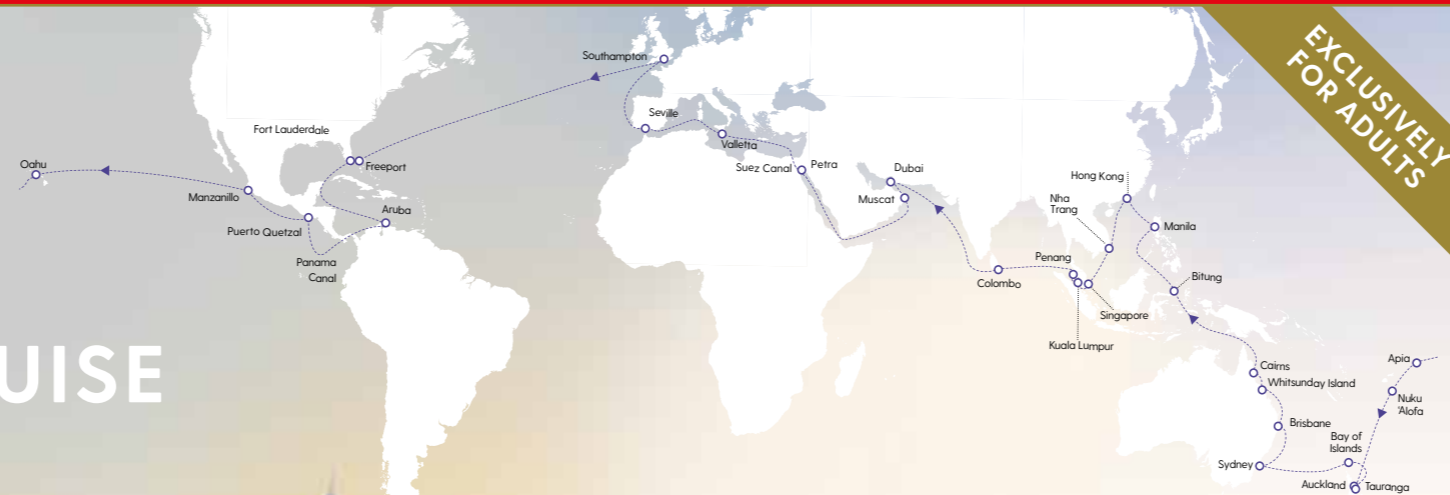 EXCLUSIVELY
FOR ADULTS
Southampton
Seville
Fort Lauderdale
Valletta
Freeport
Suez Canal
Petra
Dubai
Oahu
Hong Kong
Manzanillo
Muscat
Nha
Trang
Aruba
Puerto Quetzal
Manila
Panama
Canal
Penang
Colombo
Bitung
Singapore
Kuala Lumpur
UISE
Apia
Cairns
Whitsunday Island
Nuku
'Alofa
Brisbane
Bay of
Islands
Sydney
Auckland
Tauranga